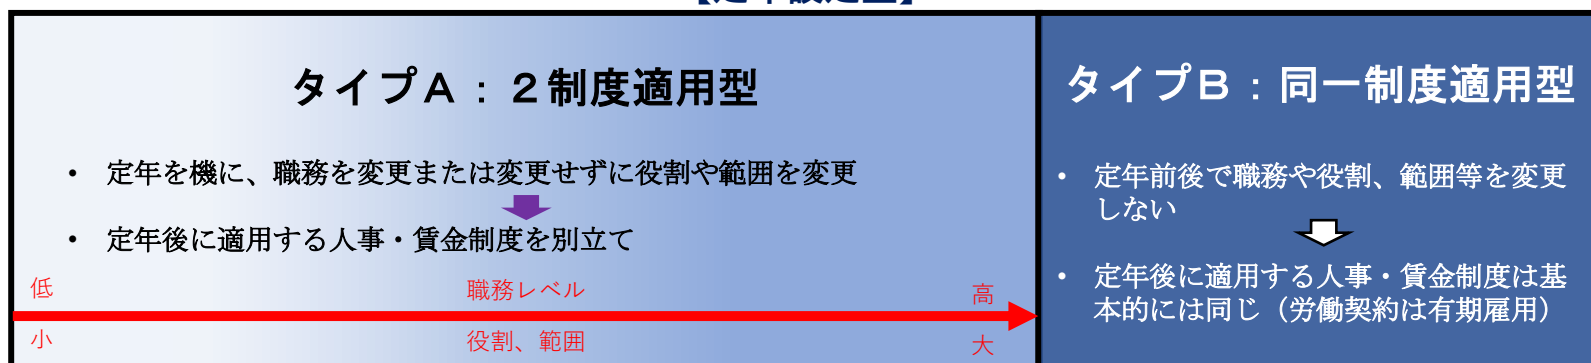 タイプA：2制度適用型
• 定年を機に、職務を変更または変更せずに役割や範囲を変更
• 定年後に適用する人事・賃金制度を別立て
低 職務レベル 高
小 役割、範囲 大
タイプB：同一制度適用型
• 定年前後で職務や役割、範囲等を変更
しない
• 定年後に適用する人事・賃金制度は基
本的には同じ（労働契約は有期雇用）